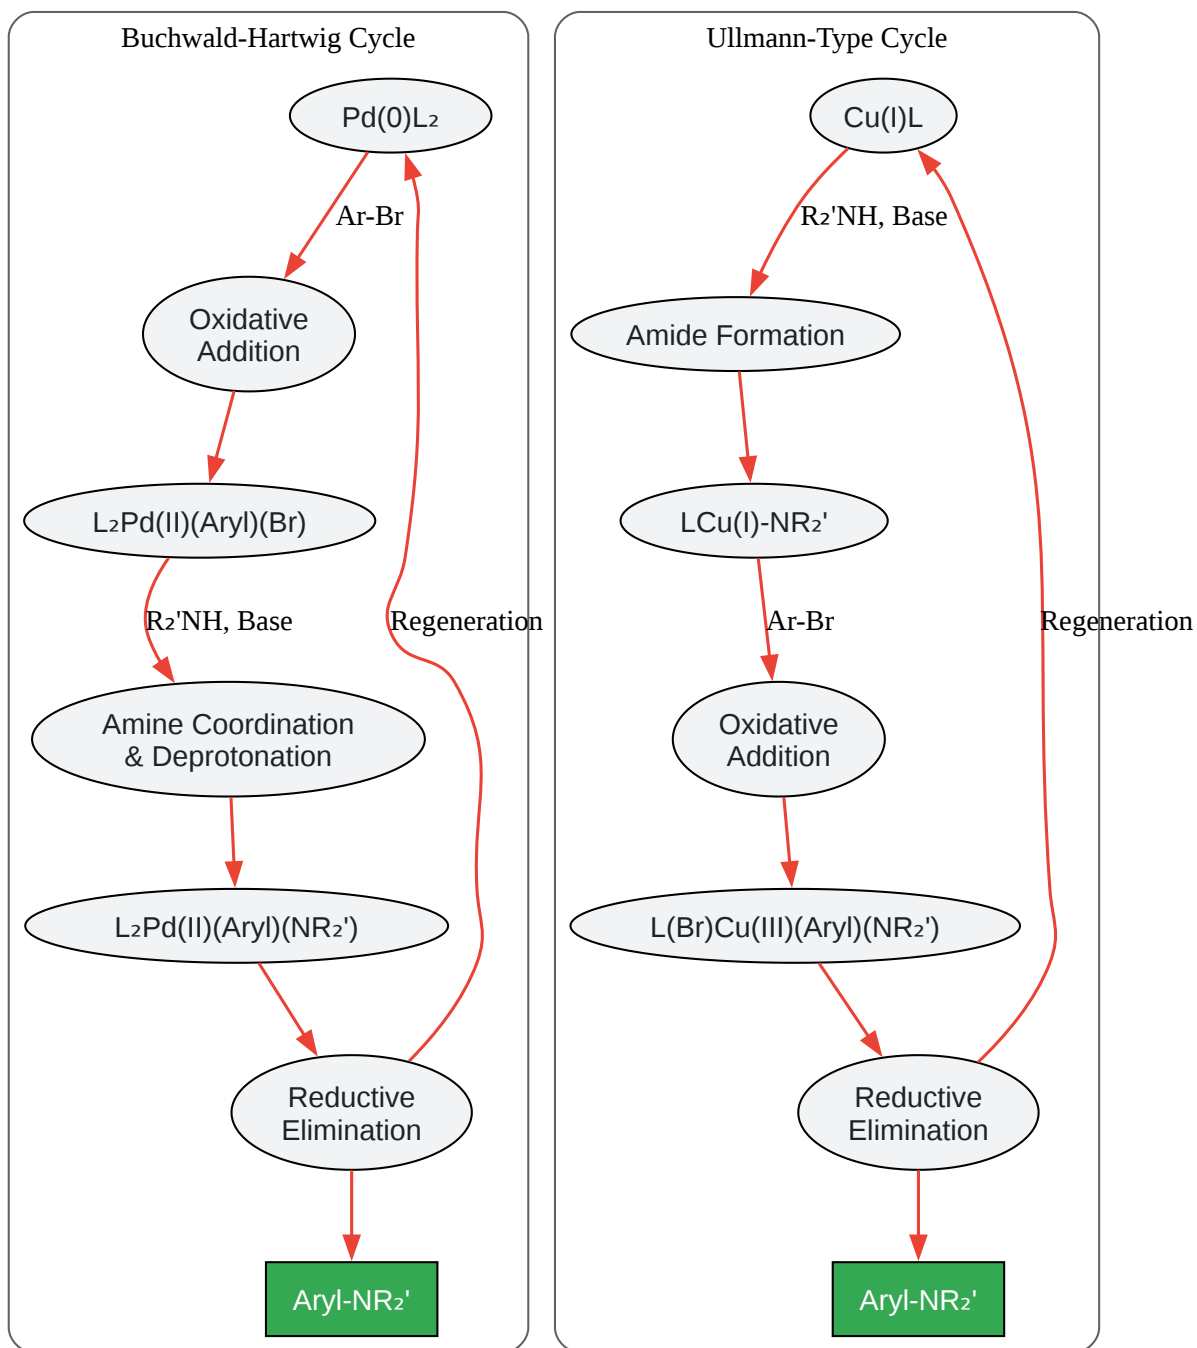 Buchwald-Hartwig Cycle
Pd(0)L₂
Ar-Br
Oxidative
Addition
L₂Pd(II)(Aryl)(Br)
R₂'NH, Base
Regeneration
Amine Coordination
& Deprotonation
L₂Pd(II)(Aryl)(NR₂')
Reductive
Elimination
Aryl-NR₂'
Ullmann-Type Cycle
Cu(I)L
R₂'NH, Base
Amide Formation
LCu(I)-NR₂'
Ar-Br
Regeneration
Oxidative
Addition
L(Br)Cu(III)(Aryl)(NR₂')
Reductive
Elimination
Aryl-NR₂'